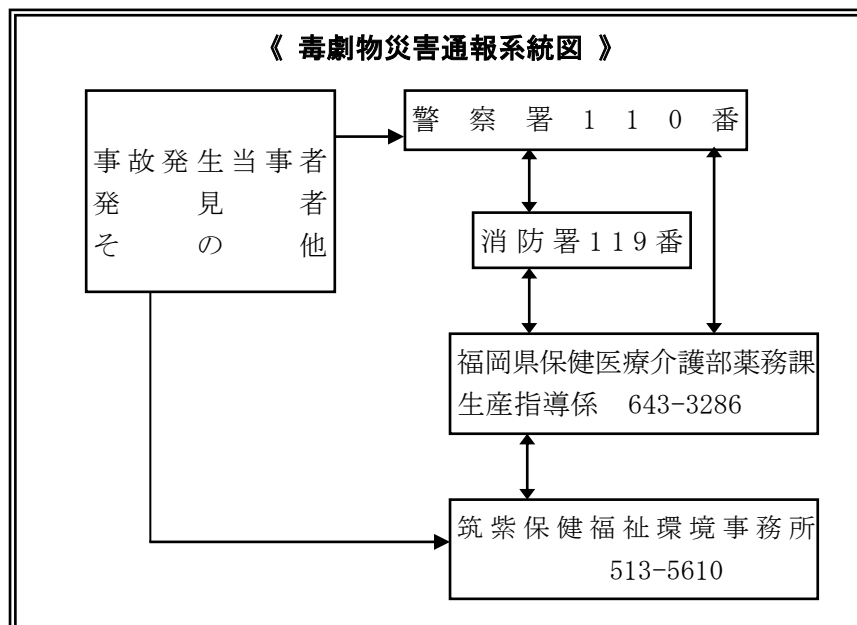 《 毒劇物災害通報系統図 》
警察署110番
事故発生当事者
発見者
その他
消防署119番
福岡県保健医療介護部薬務課
生産指導係 643-3286
筑紫保健福祉環境事務所
513-5610